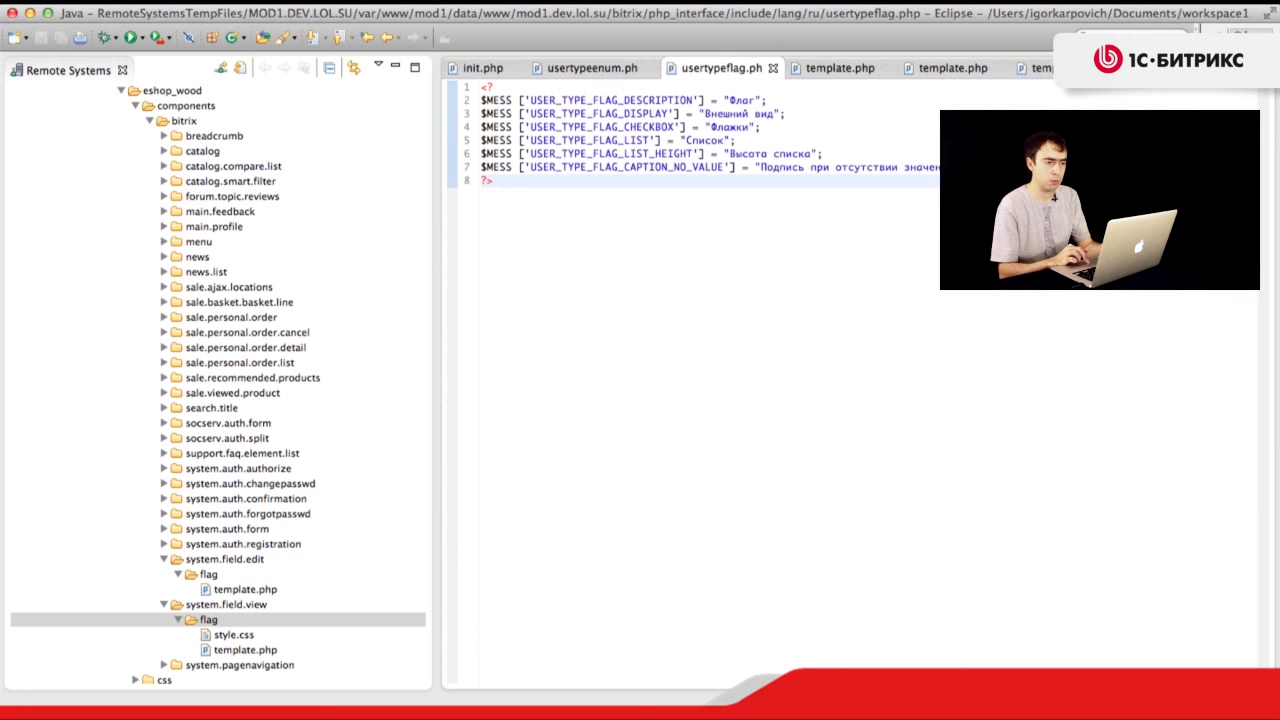 Java – RemoteSystemsTempFiles/MOD1.DEV.LOL.SU/var/www/mod1/data/www/mod1.dev.lol.su/bitrix/php_interface/include/lang/ru/usertypeflag.php – Eclipse – /Users/igorkarpovich/Documents/workspace1
1С·БИТРИКС
Remote Systems
init.php
usertypeenum.ph
usertypeflag.ph
template.php
template.php
eshop_wood
components
bitrix
breadcrumb
catalog
catalog.compare.list
catalog.smart.filter
forum.topic.reviews
main.feedback
main.profile
menu
news
news.list
sale.ajax.locations
sale.basket.basket.line
sale.personal.order
sale.personal.order.cancel
sale.personal.order.detail
sale.personal.order.list
sale.recommended.products
sale.viewed.product
search.title
socserv.auth.form
socserv.auth.split
support.faq.element.list
system.auth.authorize
system.auth.changepasswd
system.auth.confirmation
system.auth.forgotpasswd
system.auth.form
system.auth.registration
system.field.edit
flag
template.php
system.field.view
flag
style.css
template.php
system.pagenavigation
css
1 <?
2 $MESS ['USER_TYPE_FLAG_DESCRIPTION'] = "Флаг";
3 $MESS ['USER_TYPE_FLAG_DISPLAY'] = "Внешний вид";
4 $MESS ['USER_TYPE_FLAG_CHECKBOX'] = "Флажки";
5 $MESS ['USER_TYPE_FLAG_LIST'] = "Список";
6 $MESS ['USER_TYPE_FLAG_LIST_HEIGHT'] = "Высота списка";
7 $MESS ['USER_TYPE_FLAG_CAPTION_NO_VALUE'] = "Подпись при отсутствии значен
8 ?>